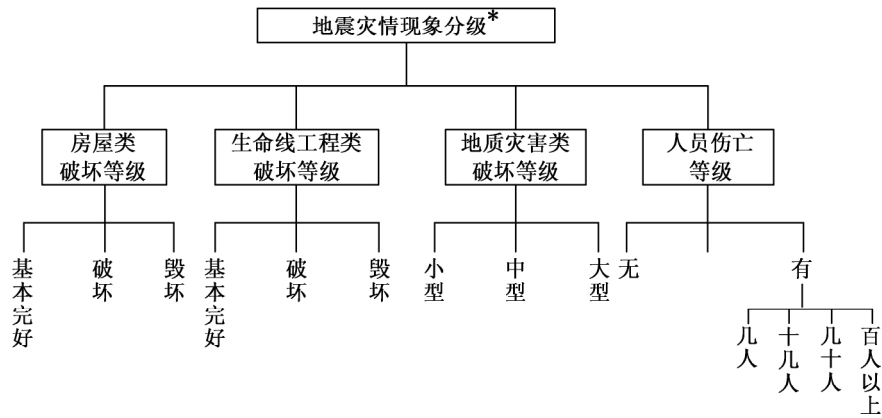 地震灾情现象分级*
房屋类
破坏等级
生命线工程类
破坏等级
地质灾害类
破坏等级
人员伤亡
等级
基本完好
破坏
毁坏
基本完好
破坏
毁坏
小型
中型
大型
无
有
几人
十几人
几十人
百人以上